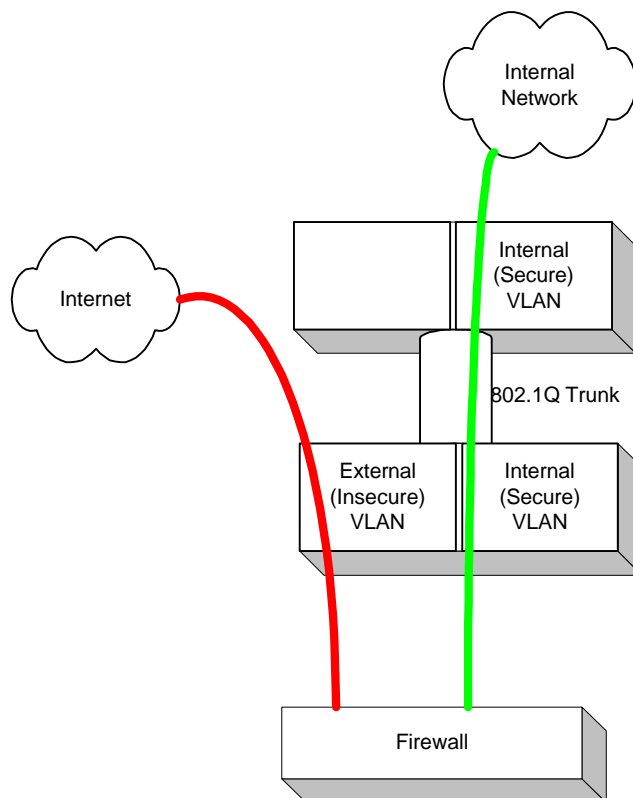 Internal
Network
Internal
(Secure)
VLAN
Internet
802.1Q Trunk
External
(Insecure)
VLAN
Internal
(Secure)
VLAN
Firewall